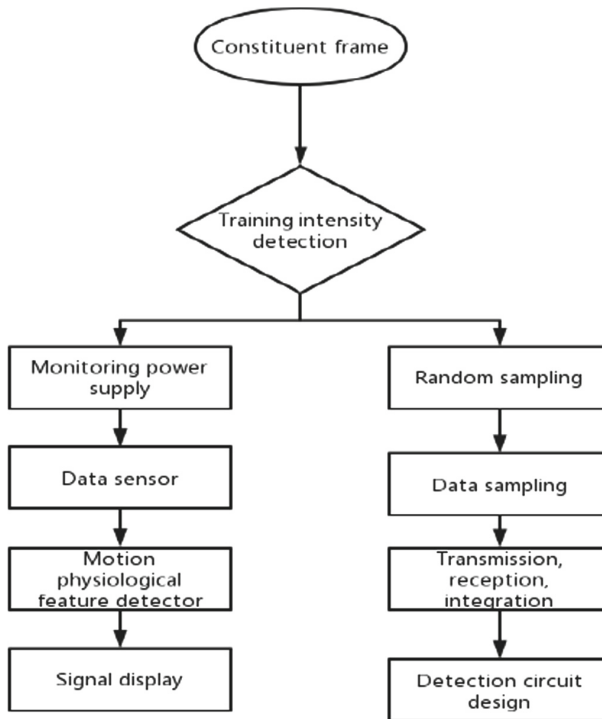 Constituent frame
Training intensity
detection
Monitoring power
supply
Data sensor
Motion
physiological
feature detector
Signal display
Random sampling
Data sampling
Transmission,
reception,
integration
Detection circuit
design